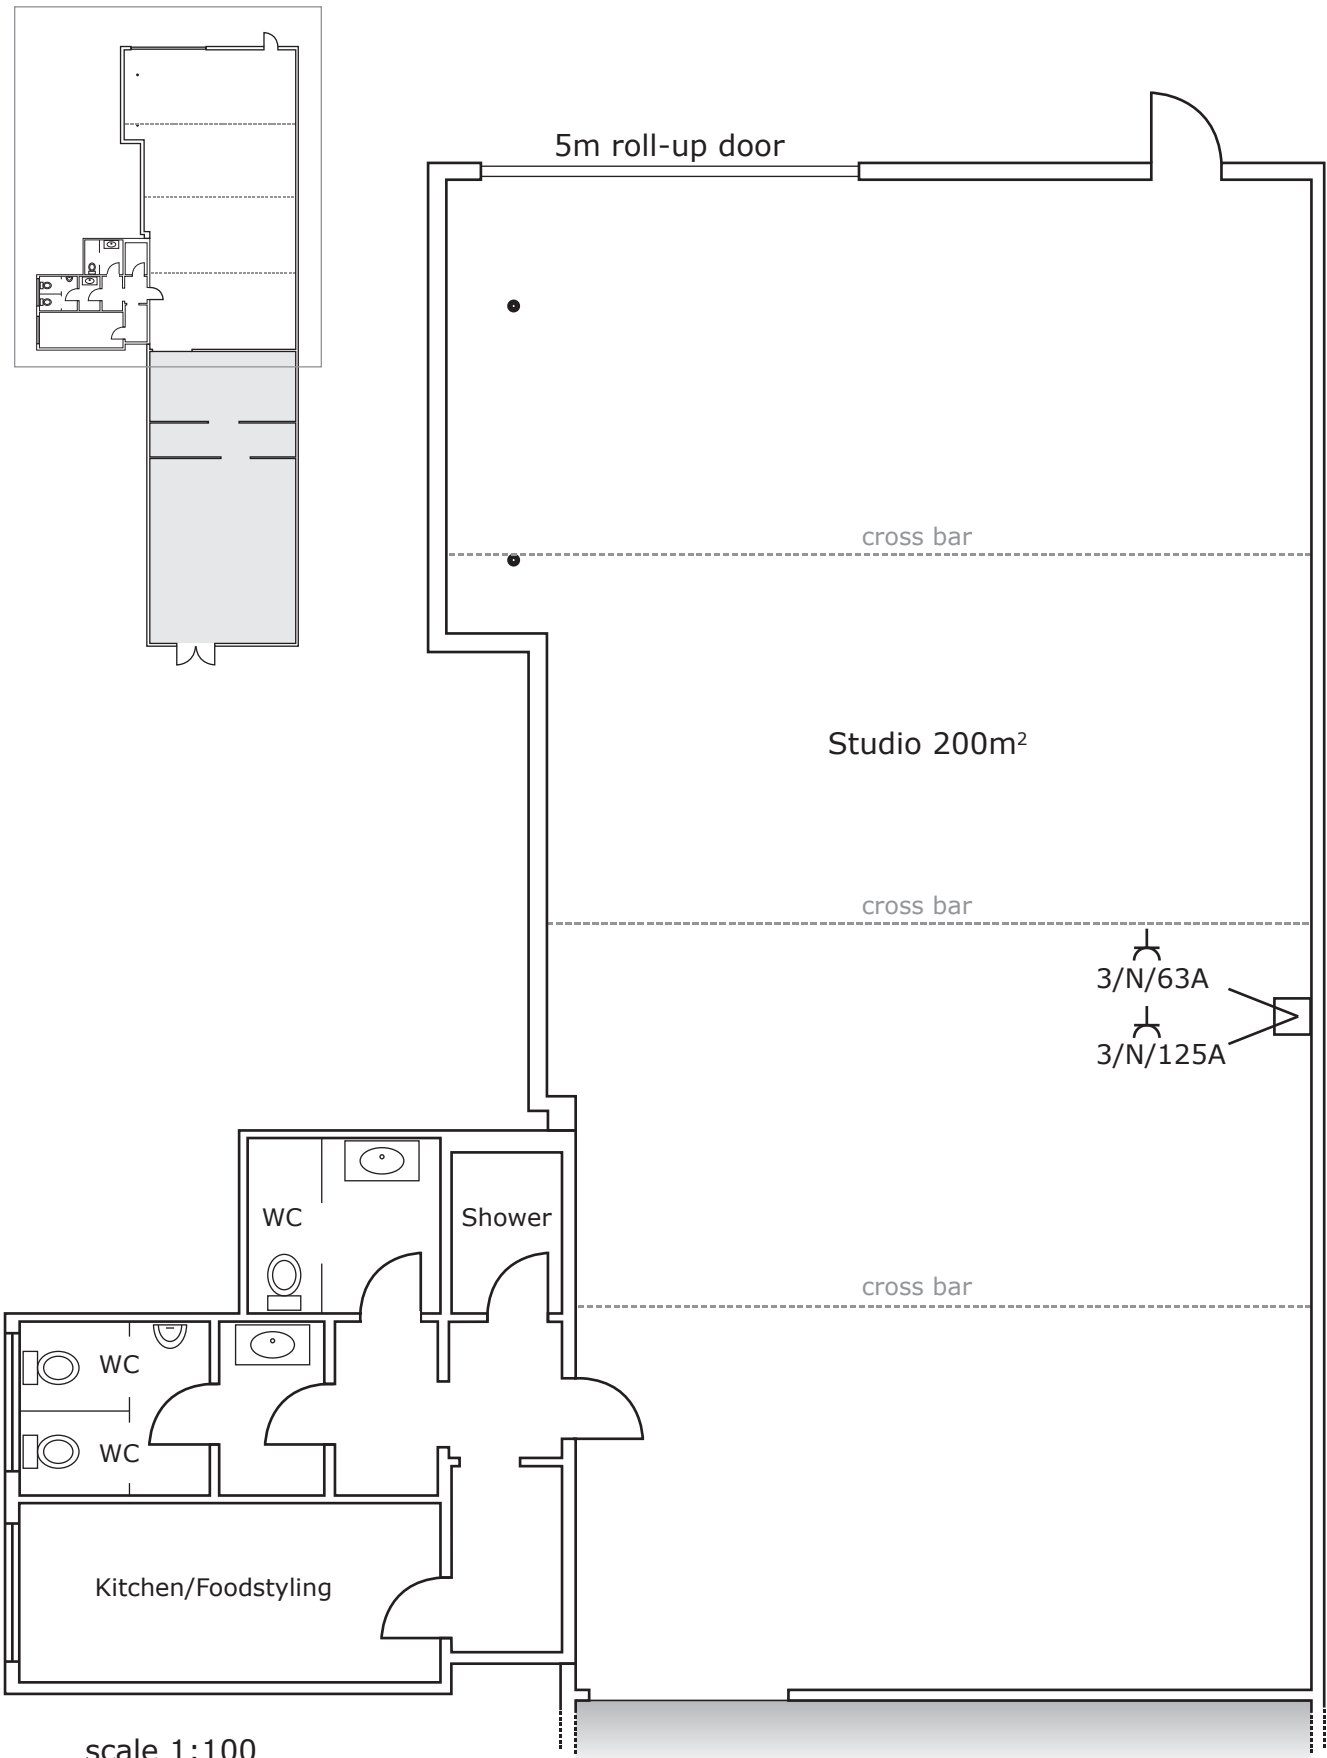 5m roll-up door
cross bar
Studio 200m²
cross bar
3/N/63A
3/N/125A
WC
Shower
cross bar
WC
WC
Kitchen/Foodstyling
scale 1:100